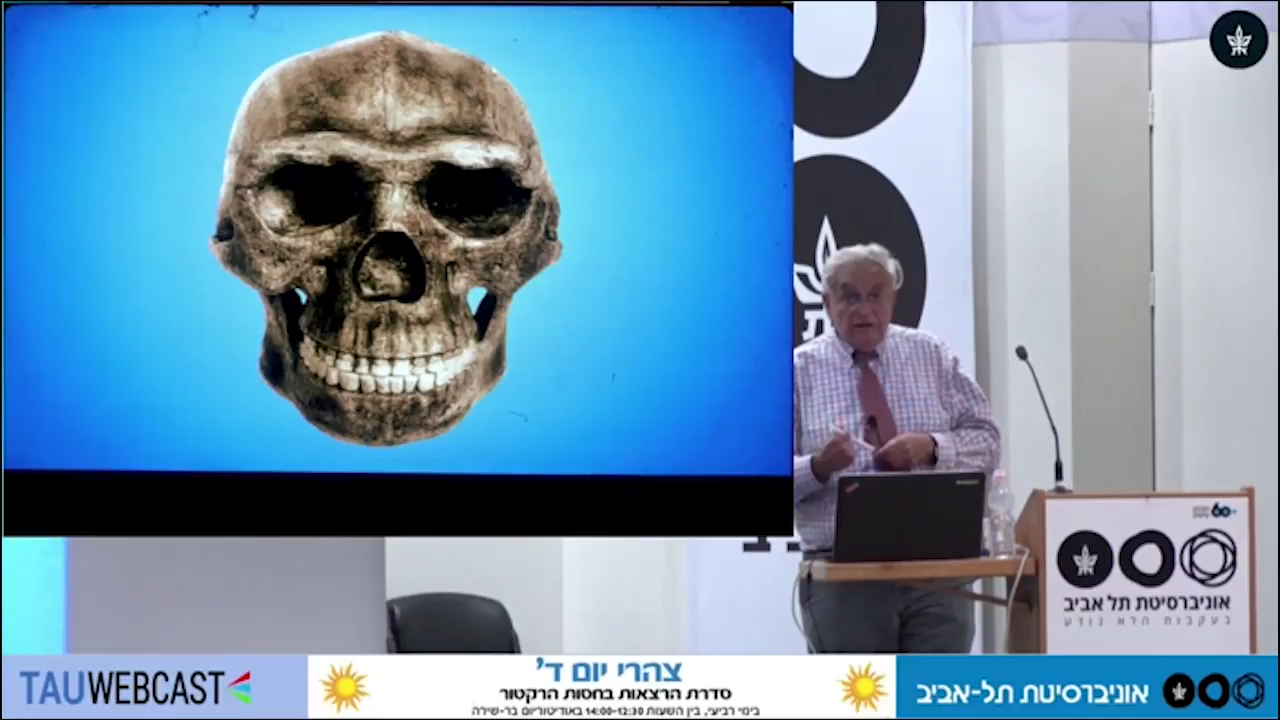 אוניברסיטת תל אביב
בעקבות הלא נודע
TAUWEBCAST
צהרי יום ד'
סדרת הרצאות בחסות הרקטור
בימי רביעי, בין השעות 14:00-12:30 באודיטוריום בר-שירה
אוניברסיטת תל-אביב